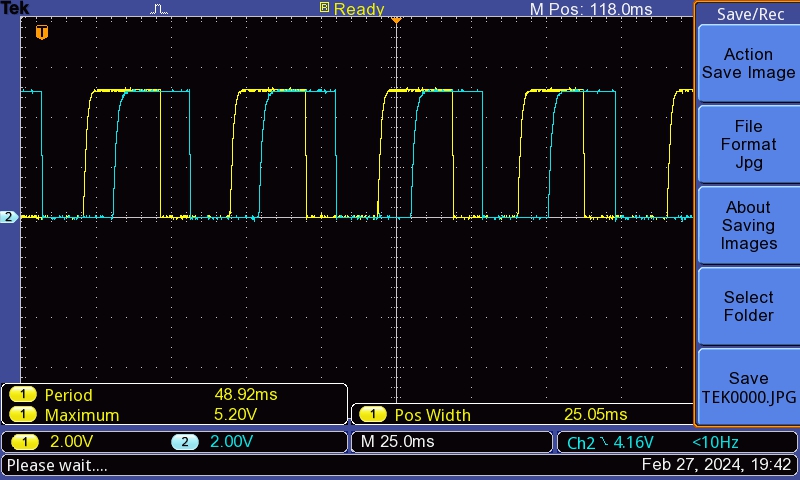 Tek
R Ready
M Pos: 118.0ms
Save/Rec
T
Action
Save Image
File
Format
Jpg
About
Saving
Images
Select
Folder
Save
TEK0000.JPG
2
1 Period 48.92ms
1 Maximum 5.20V
1 Pos Width 25.05ms
1 2.00V
2 2.00V
M 25.0ms
Ch2 4.16V <10Hz
Please wait....
Feb 27, 2024, 19:42